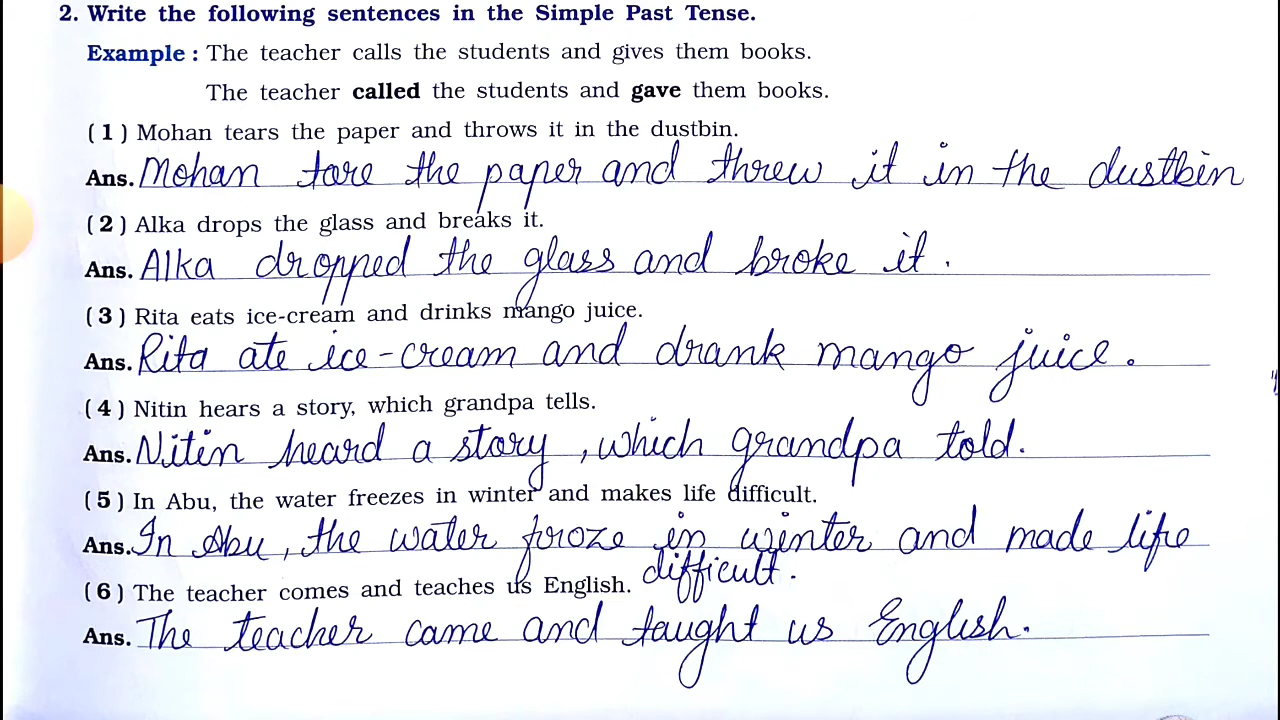 2. Write the following sentences in the Simple Past Tense.
Example : The teacher calls the students and gives them books.
The teacher called the students and gave them books.
(1) Mohan tears the paper and throws it in the dustbin.
Ans. Mohan tore the paper and threw it in the dustbin
(2) Alka drops the glass and breaks it.
Ans. Alka dropped the glass and broke it.
(3) Rita eats ice-cream and drinks mango juice.
Ans. Rita ate ice-cream and drank mango juice.
(4) Nitin hears a story, which grandpa tells.
Ans. Nitin heard a story, which grandpa told.
(5) In Abu, the water freezes in winter and makes life difficult.
Ans. In Abu, the water froze in winter and made life
difficult.
(6) The teacher comes and teaches us English.
Ans. The teacher came and taught us English.